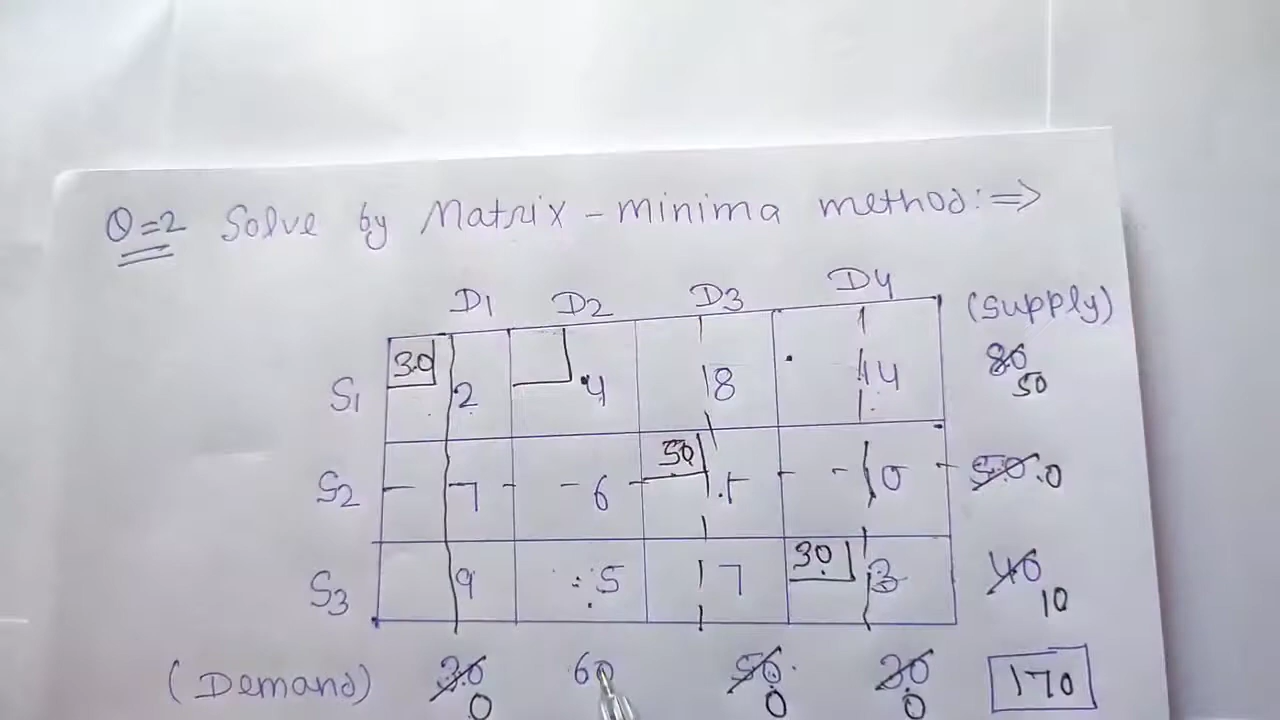 Q=2 Solve by Matrix-minima method:⇒
D1 D2 D3 D4 (supply)
S1 30 2 4 18 14 80 50
S2 7 6 50 10 50 0
S3 9 5 7 30 3 40 10
(Demand) 30 0 60 50 0 30 0 170